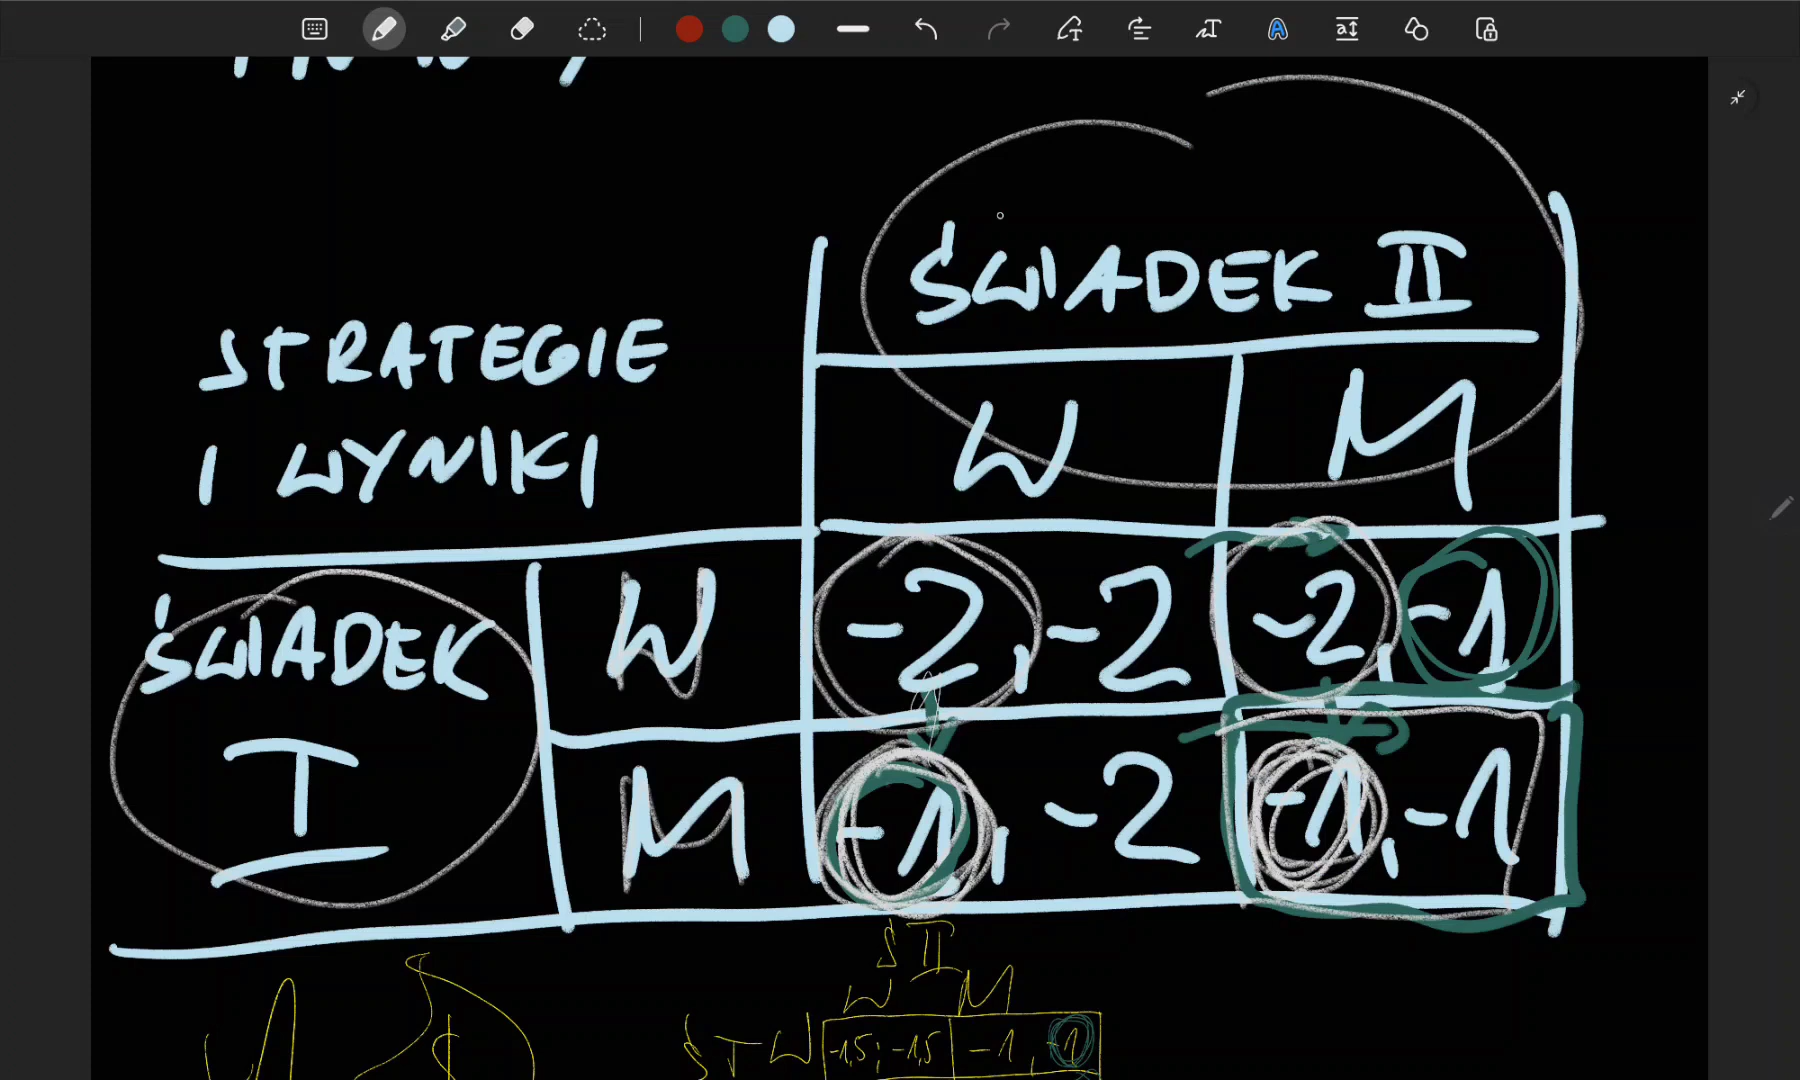 ŚWIADEK II
STRATEGIE
I WYNIKI
W M
ŚWIADEK
I
W -2, -2 -2, -1
M -1, -2 -1, -1
Ś II
W M
Ś I W -1,5; -1,5 -1, -1